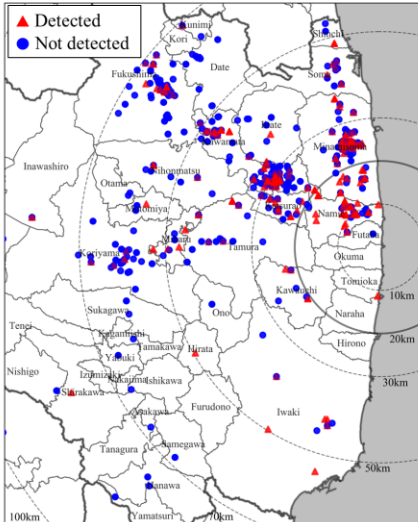 Detected
Not detected
Kunimi
Kori
Date
Shinchi
Fukushima
Soma
Iitate
Kawamata
Minamisoma
Inawashiro
Nihonmatsu
Otama
Motomiya
Katsurao
Namie
Miharu
Futaba
Koriyama
Tamura
Okuma
Tomioka
Kawauchi
10km
Sukagawa
Ono
Naraha
Kagamiishi
Tenei
Yamakawa
Hirono
20km
Yabuki
Hirata
Nishigo
Izumizaki
30km
Nakajima
Ishikawa
Shirakawa
Furudono
Iwaki
Asakawa
Tanagura
Samegawa
50km
Hanawa
100km
Yamatsuri
70km